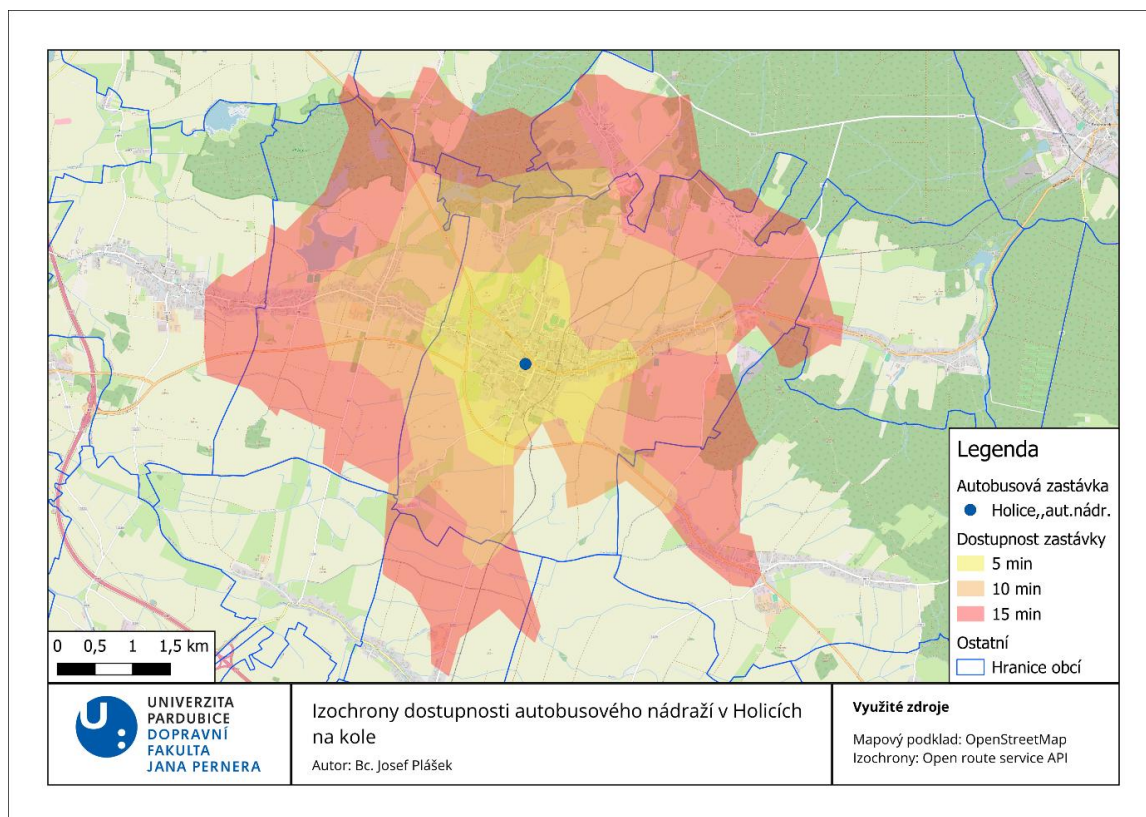 Legenda
Autobusová zastávka
Holice,,aut.nádr.
Dostupnost zastávky
5 min
10 min
15 min
Ostatní
Hranice obcí
0 0,5 1 1,5 km
U:
UNIVERZITA
PARDUBICE
DOPRAVNÍ
FAKULTA
JANA PERNERA
Izochrony dostupnosti autobusového nádraží v Holicích
na kole
Autor: Bc. Josef Plášek
Využité zdroje
Mapový podklad: OpenStreetMap
Izochrony: Open route service API